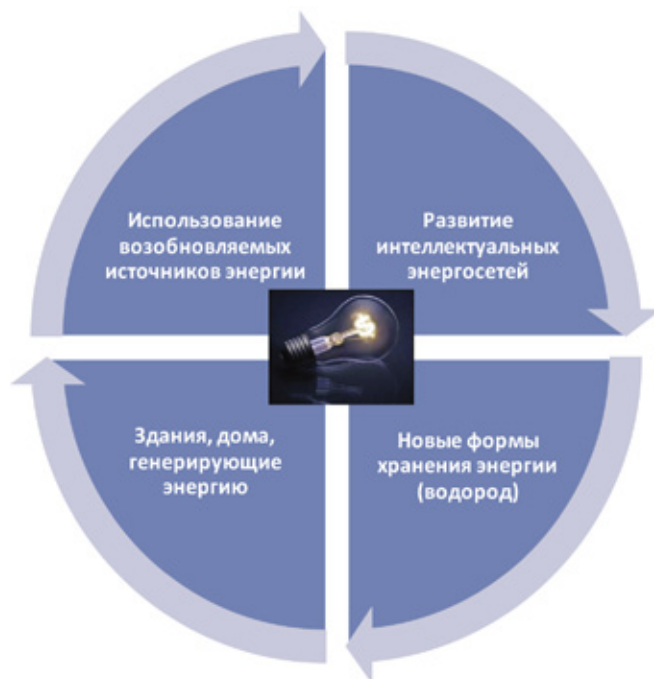 Использование
возобновляемых
источников энергии
Развитие
интеллектуальных
энергосетей
Здания, дома,
генерирующие
энергию
Новые формы
хранения энергии
(водород)